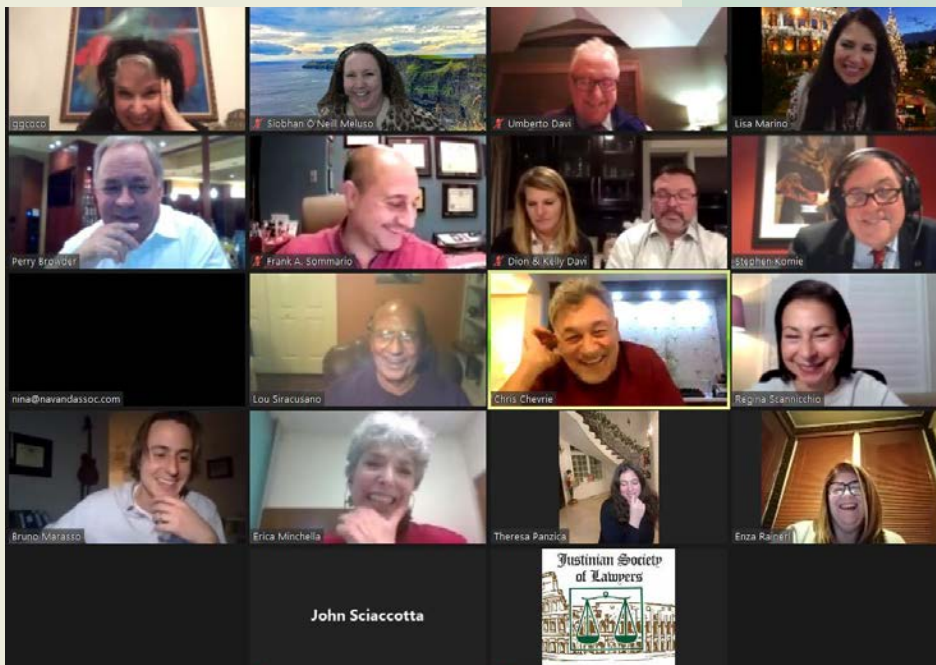 ggcoco
Siobhan O Neill Meluso
Umberto Davi
Lisa Marino
Perry Browder
Frank A. Sommario
Dion & Kelly Davi
Stephen Komie
nina@navandassoc.com
Lou Siracusano
Chris Chevrie
Regina Scannicchio
Bruno Marasso
Erica Minchella
Theresa Panzica
Enza Raineri
John Sciaccotta
Justinian Society
of Lawyers